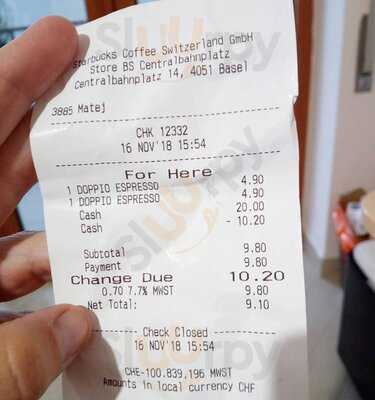 Starbucks Coffee Switzerland GmbH
Store BS Centralbahnplatz
Centralbahnplatz 14, 4051 Basel
3885 Matej
CHK 12332
16 NOV'18 15:54
For Here
1 DOPPIO ESPRESSO 4.90
1 DOPPIO ESPRESSO 4.90
Cash 20.00
Cash - 10.20
Subtotal 9.80
Payment 9.80
Change Due 10.20
0.70 7.7% MWST 9.80
Net Total: 9.10
Check Closed
16 NOV'18 15:54
CHE-100.839,196 MWST
Amounts in local currency CHF
sluurpy
sluurpy
sluurpy